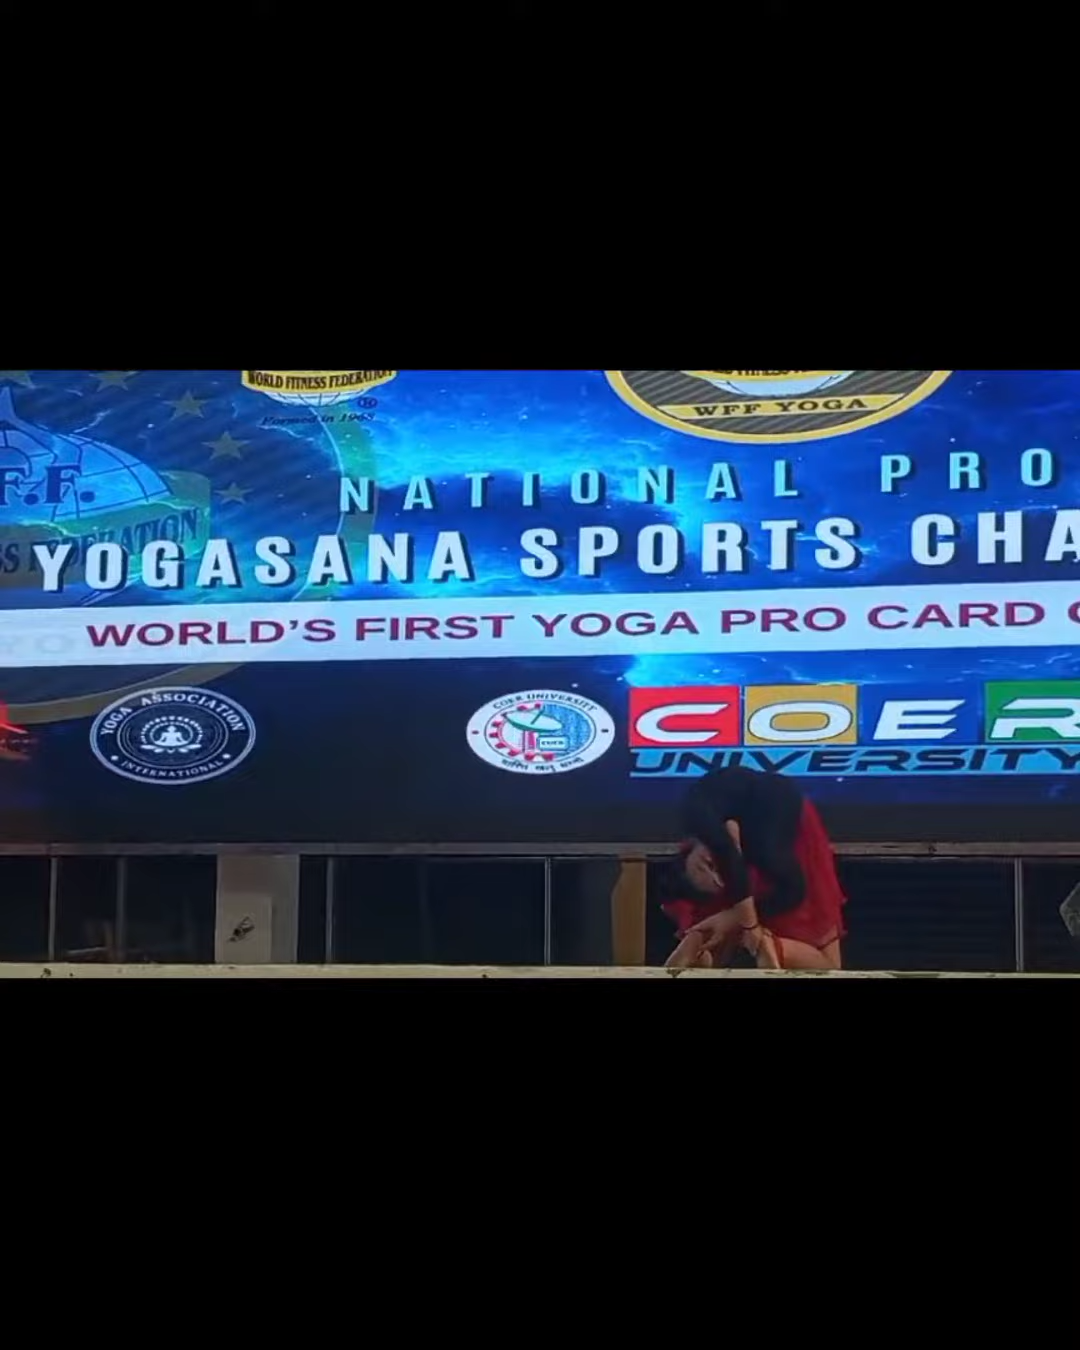 WORLD FITNESS FEDERATION
Formed in 1968
WFF YOGA
F.F.
NATIONAL PRO
YOGASANA SPORTS CHA
WORLD'S FIRST YOGA PRO CARD
YOGA ASSOCIATION
INTERNATIONAL
COER UNIVERSITY
COER
COER
UNIVERSITY